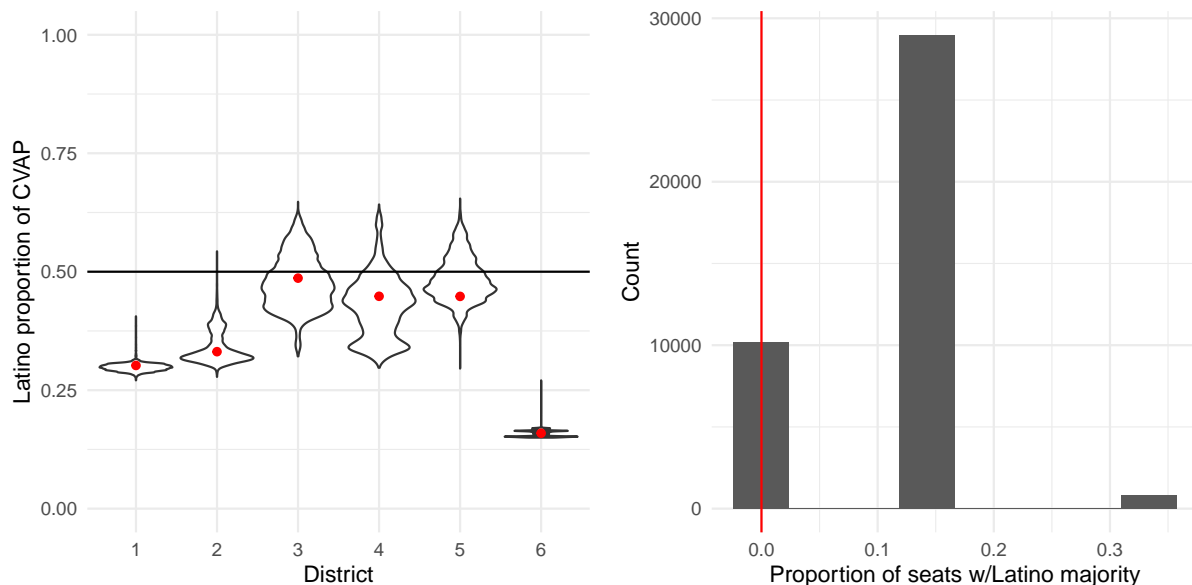 1.00
0.75
0.50
0.25
0.00
Latino proportion of CVAP
1 2 3 4 5 6
District
30000
20000
10000
0
Count
0.0 0.1 0.2 0.3
Proportion of seats w/Latino majority